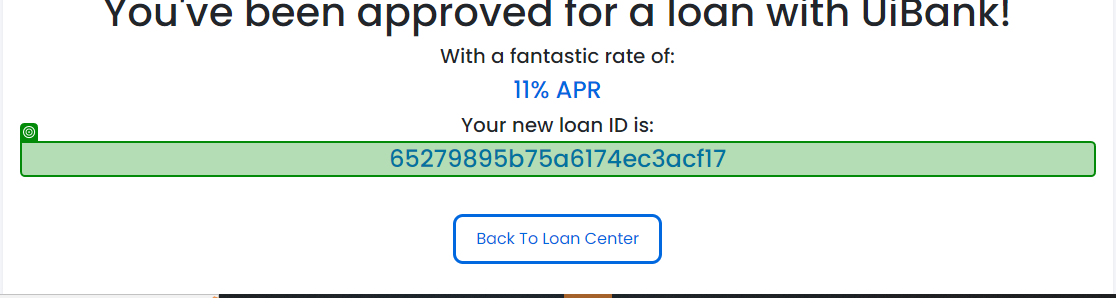 You've been approved for a loan with UiBank!
With a fantastic rate of:
11% APR
Your new loan ID is:
65279895b75a6174ec3acf17
Back To Loan Center